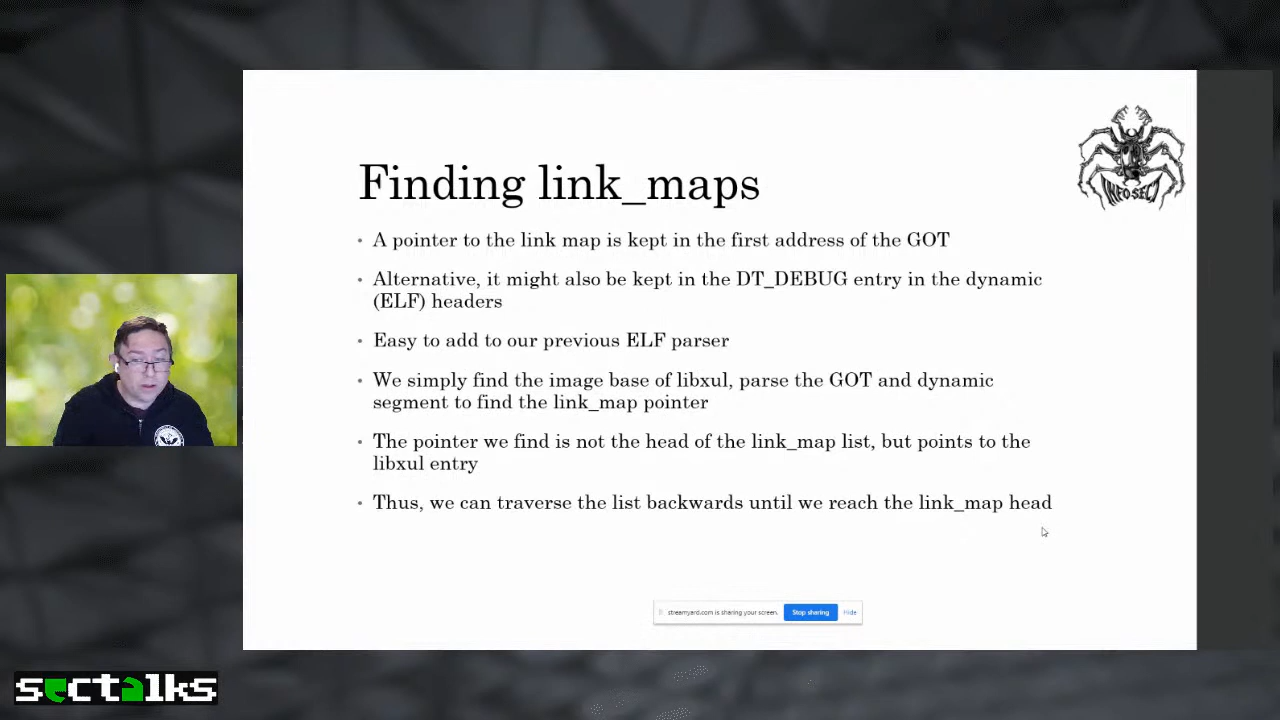 INFOSECT
Finding link_maps
• A pointer to the link map is kept in the first address of the GOT
• Alternative, it might also be kept in the DT_DEBUG entry in the dynamic
(ELF) headers
• Easy to add to our previous ELF parser
• We simply find the image base of libxul, parse the GOT and dynamic
segment to find the link_map pointer
• The pointer we find is not the head of the link_map list, but points to the
libxul entry
• Thus, we can traverse the list backwards until we reach the link_map head
streamyard.com is sharing your screen.
Stop sharing
Hide
sectalks